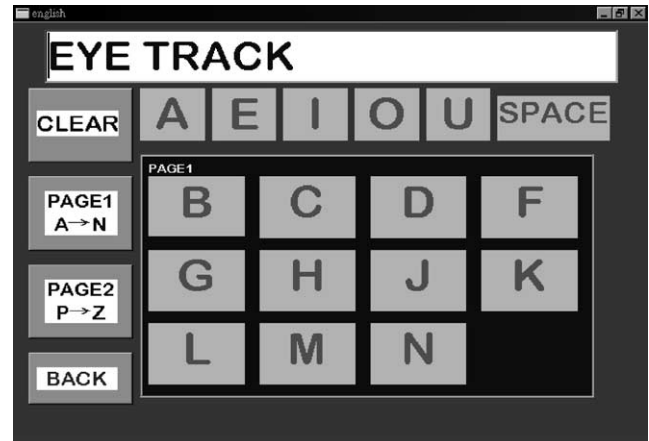 english
EYE TRACK
CLEAR A E I O U SPACE
PAGE1
PAGE1
A→N
B C D F
PAGE2
P→Z
G H J K
BACK
L M N